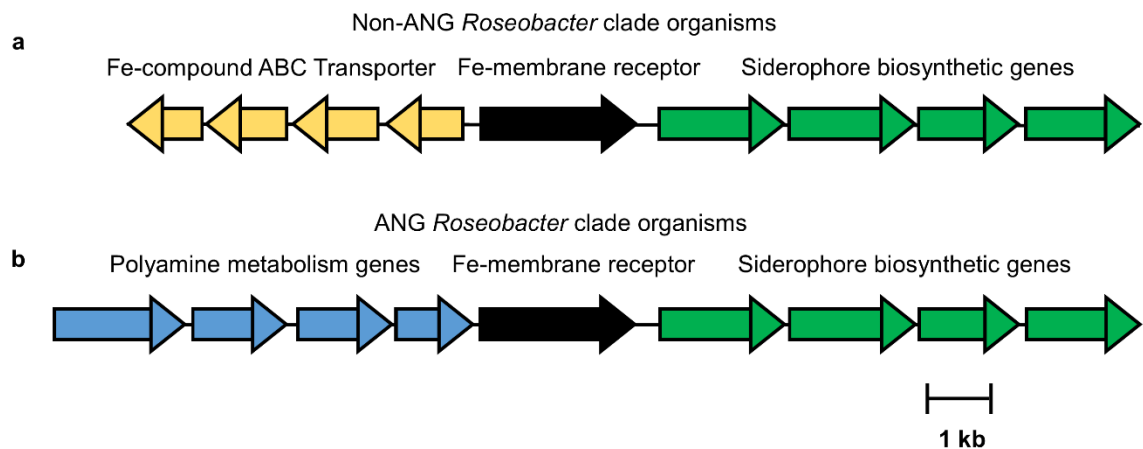 Non-ANG Roseobacter clade organisms
a
Fe-compound ABC Transporter Fe-membrane receptor Siderophore biosynthetic genes
ANG Roseobacter clade organisms
b
Polyamine metabolism genes Fe-membrane receptor Siderophore biosynthetic genes
1 kb